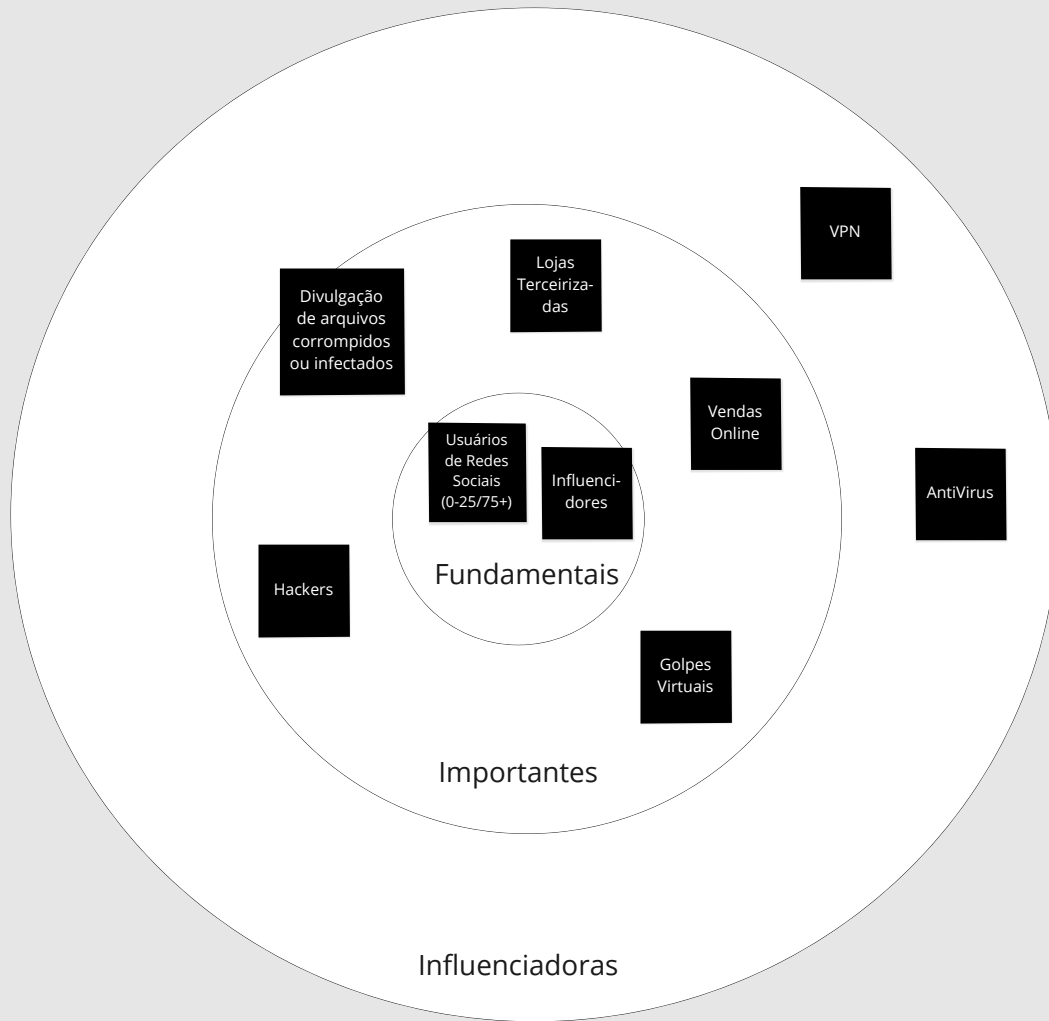 VPN
Lojas
Terceiriza-
das
Divulgação
de arquivos
corrompidos
ou infectados
Vendas
Online
Usuários
de Redes
Sociais
(0-25/75+)
Influenci-
dores
AntiVirus
Fundamentais
Hackers
Golpes
Virtuais
Importantes
Influenciadoras